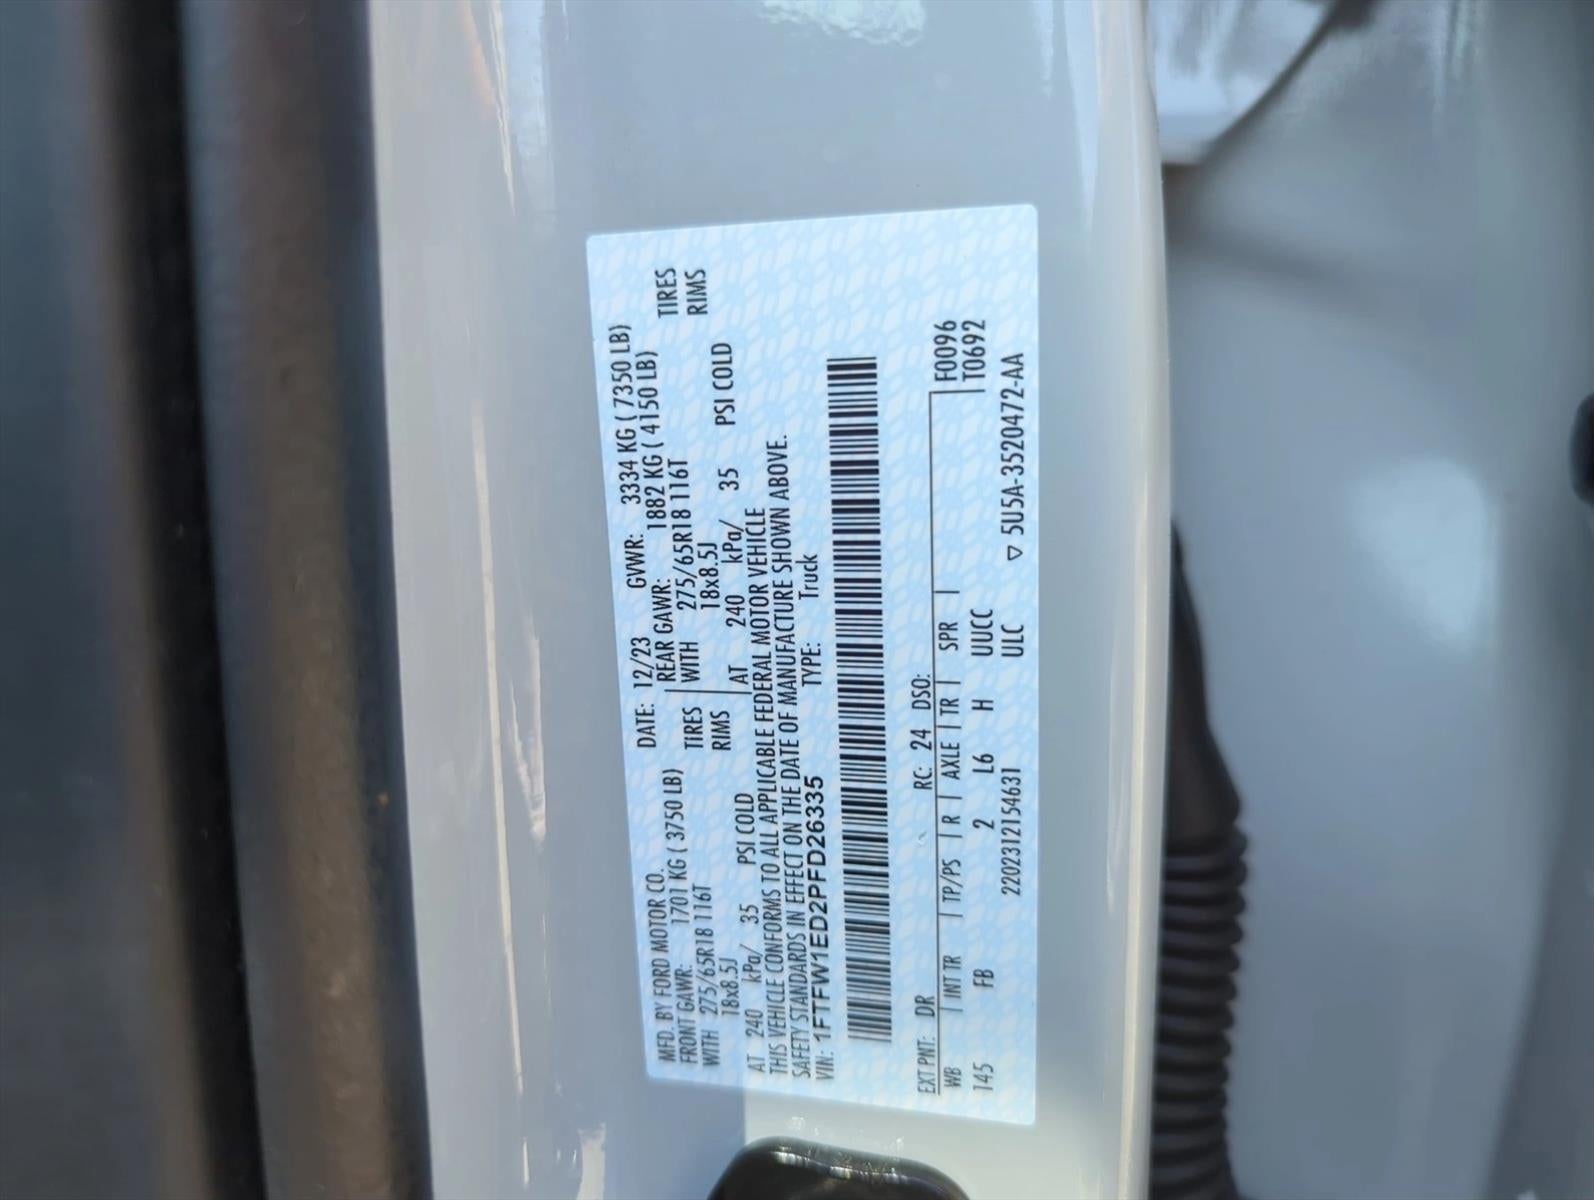 MFD. BY FORD MOTOR CO. DATE: 12/23 GVWR: 3334 KG ( 7350 LB)
FRONT GAWR: 1701 KG ( 3750 LB) REAR GAWR: 1882 KG ( 4150 LB)
WITH 275/65R18 116T TIRES WITH 275/65R18 116T TIRES
18x8.5J RIMS 18x8.5J RIMS
AT 240 kPa/ 35 PSI COLD AT 240 kPa/ 35 PSI COLD
THIS VEHICLE CONFORMS TO ALL APPLICABLE FEDERAL MOTOR VEHICLE
SAFETY STANDARDS IN EFFECT ON THE DATE OF MANUFACTURE SHOWN ABOVE.
VIN: 1FTFW1ED2PFD26335 TYPE: Truck
F0096
T0692
EXT PNT: DR RC: 24 DSO:
WB INT TR TP/PS R AXLE TR SPR
145 FB 2 L6 H UUCC
2202312154631 ULC ▽ 5U5A-3520472-AA